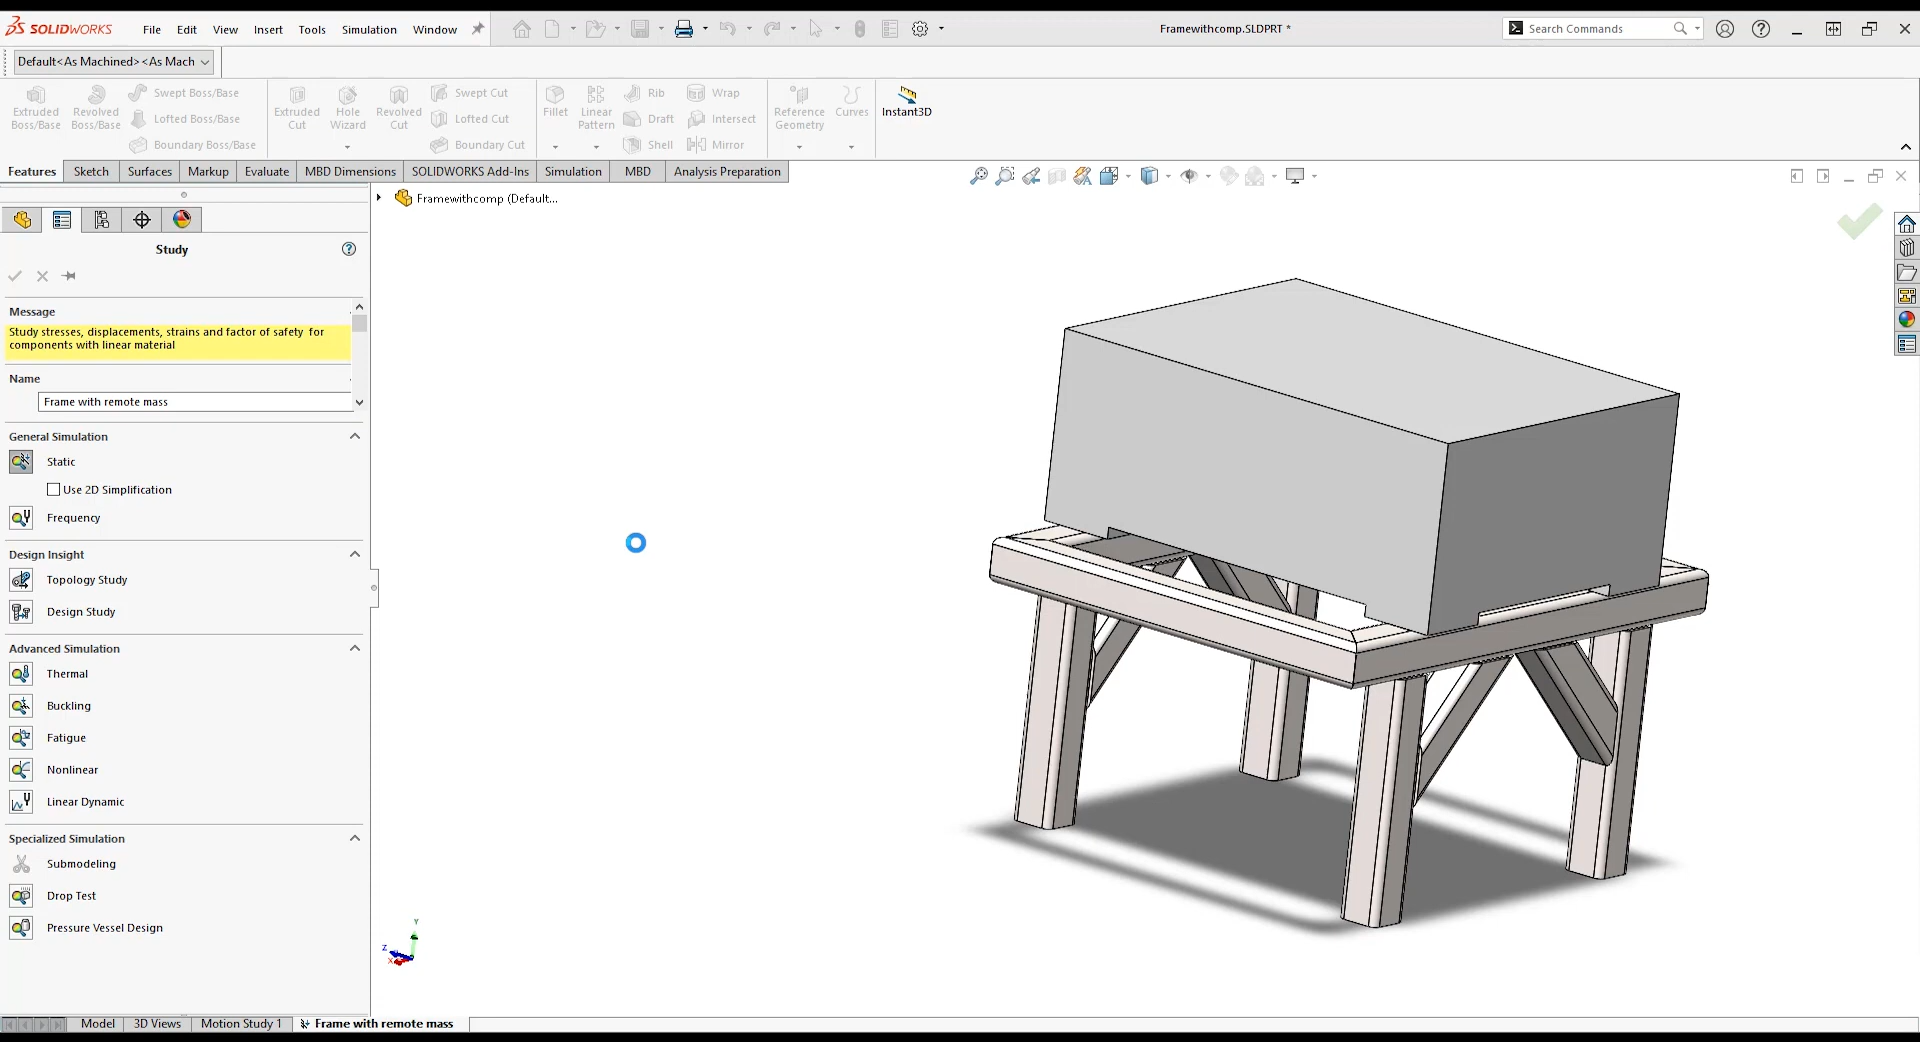 SOLIDWORKS File Edit View Insert Tools Simulation Window Framewithcomp.SLDPRT * Search Commands
Default<As Machined><As Mach
Extruded Boss/Base
Revolved Boss/Base
Swept Boss/Base
Lofted Boss/Base
Boundary Boss/Base
Extruded Cut
Hole Wizard
Revolved Cut
Swept Cut
Lofted Cut
Boundary Cut
Fillet
Linear Pattern
Rib
Draft
Shell
Wrap
Intersect
Mirror
Reference Geometry
Curves
Instant3D
Features Sketch Surfaces Markup Evaluate MBD Dimensions SOLIDWORKS Add-Ins Simulation MBD Analysis Preparation
Framewithcomp (Default...
Study
Message
Study stresses, displacements, strains and factor of safety for
components with linear material
Name
Frame with remote mass
General Simulation
Static
Use 2D Simplification
Frequency
Design Insight
Topology Study
Design Study
Advanced Simulation
Thermal
Buckling
Fatigue
Nonlinear
Linear Dynamic
Specialized Simulation
Submodeling
Drop Test
Pressure Vessel Design
Y
Z
X
Model 3D Views Motion Study 1 Frame with remote mass